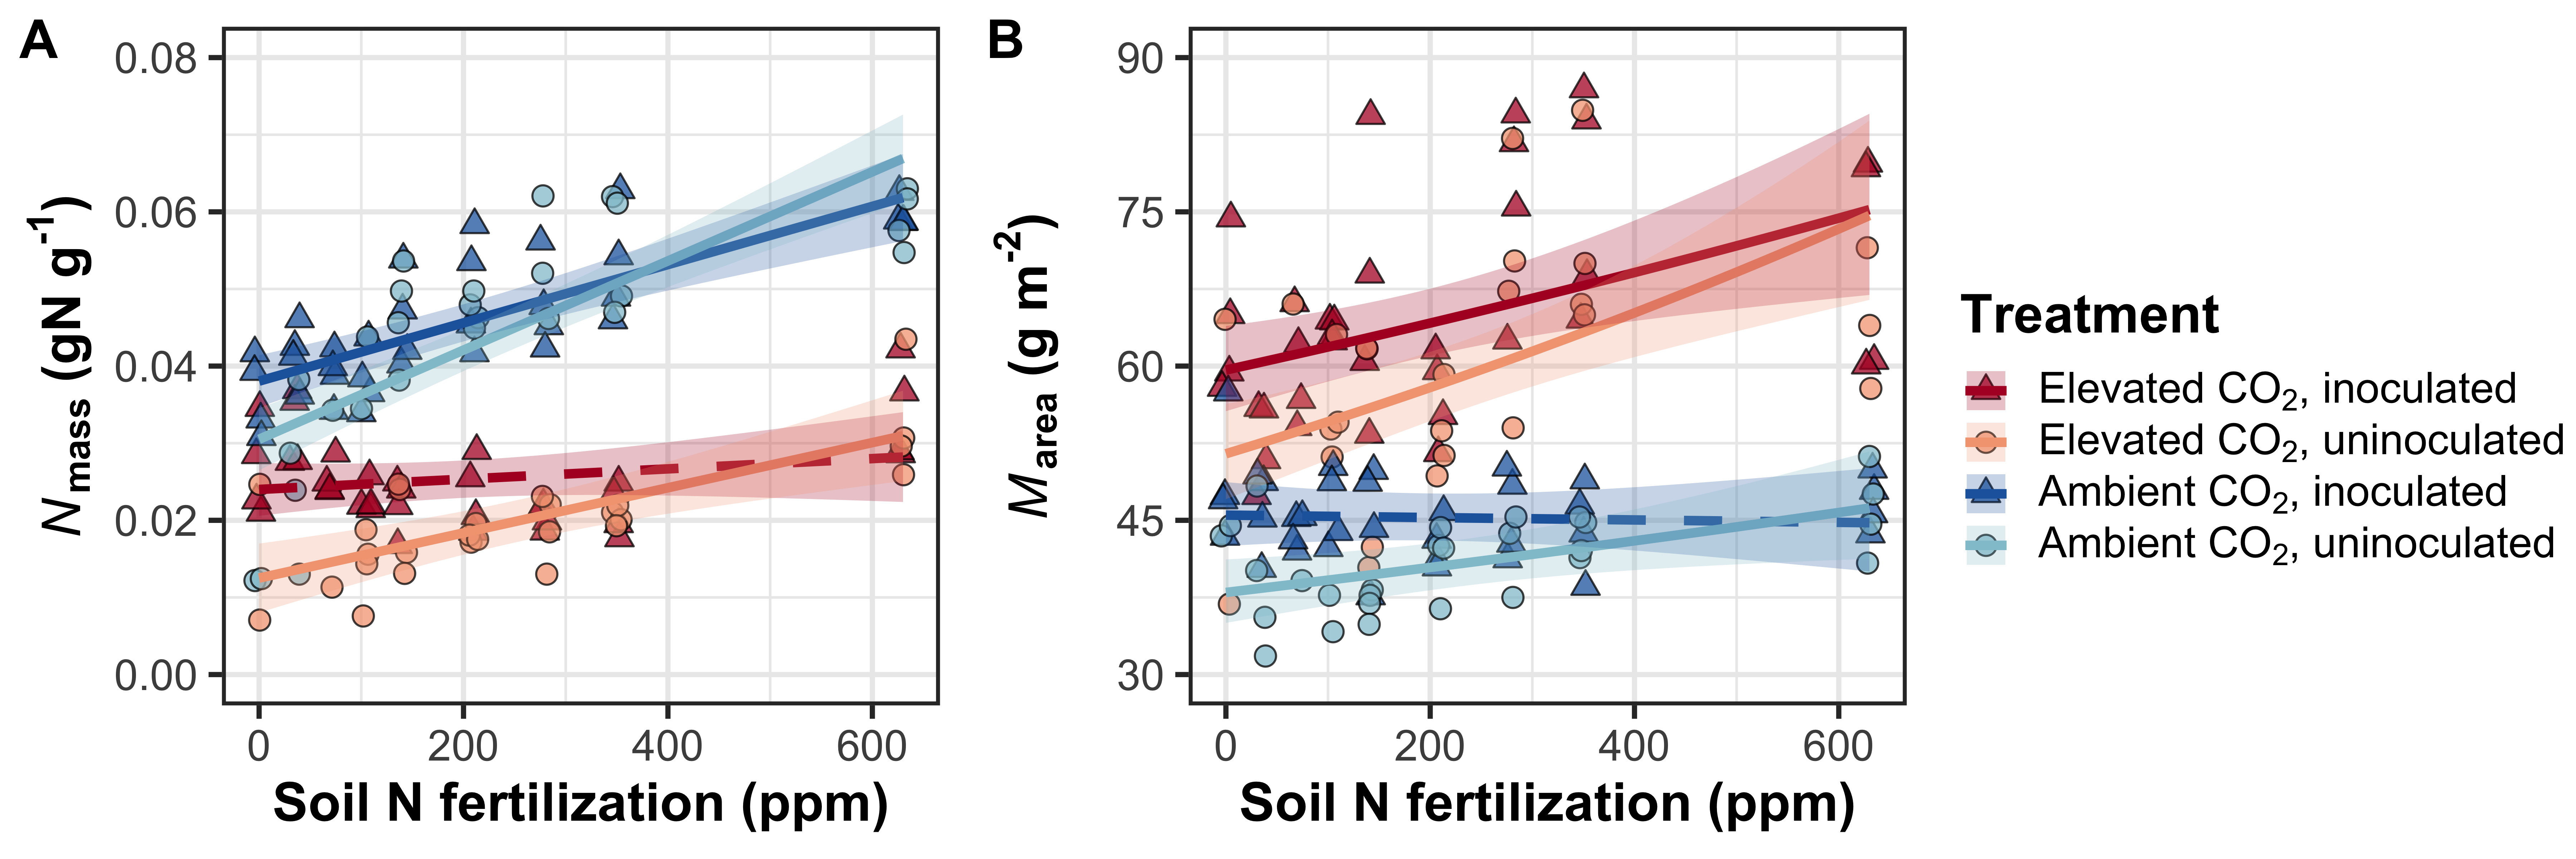 A
0.08
0.06
0.04
0.02
0.00
Nmass (gN g-1)
0 200 400 600
Soil N fertilization (ppm)
B
90
75
60
45
30
Marea (g m-2)
0 200 400 600
Soil N fertilization (ppm)
Treatment
Elevated CO2, inoculated
Elevated CO2, uninoculated
Ambient CO2, inoculated
Ambient CO2, uninoculated